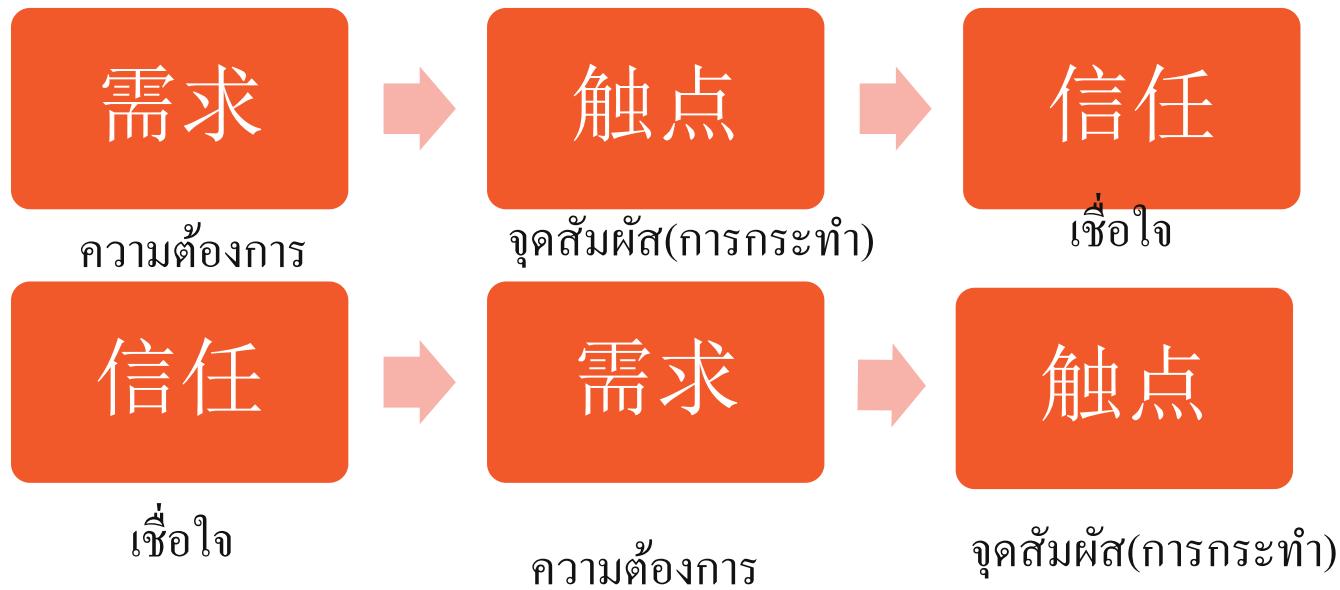 需求
触点
信任
ความต้องการ
จุดสัมผัส(การกระทำ)
เชื่อใจ
信任
需求
触点
เชื่อใจ
ความต้องการ
จุดสัมผัส(การกระทำ)